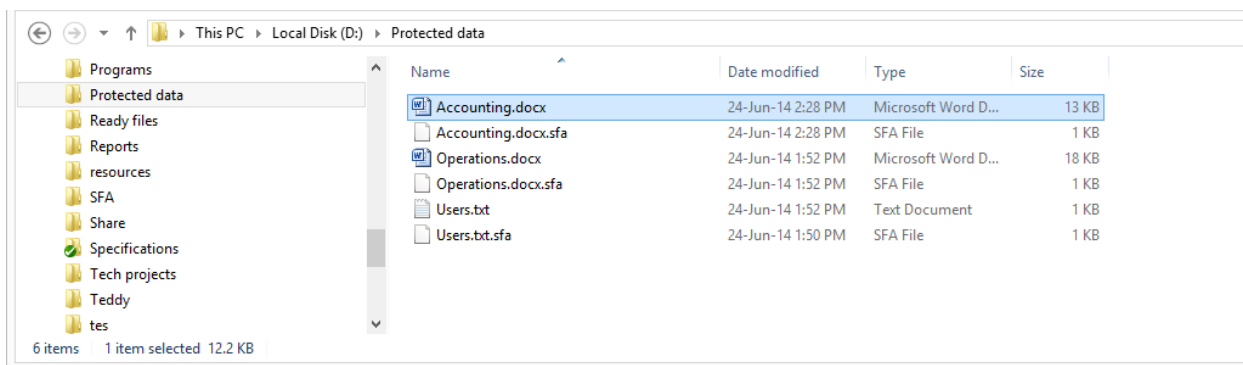 This PC Local Disk (D:) Protected data
Programs
Protected data
Ready files
Reports
resources
SFA
Share
Specifications
Tech projects
Teddy
tes
Name Date modified Type Size
Accounting.docx 24-Jun-14 2:28 PM Microsoft Word D... 13 KB
Accounting.docx.sfa 24-Jun-14 2:28 PM SFA File 1 KB
Operations.docx 24-Jun-14 1:52 PM Microsoft Word D... 18 KB
Operations.docx.sfa 24-Jun-14 1:52 PM SFA File 1 KB
Users.txt 24-Jun-14 1:52 PM Text Document 1 KB
Users.txt.sfa 24-Jun-14 1:50 PM SFA File 1 KB
6 items 1 item selected 12.2 KB